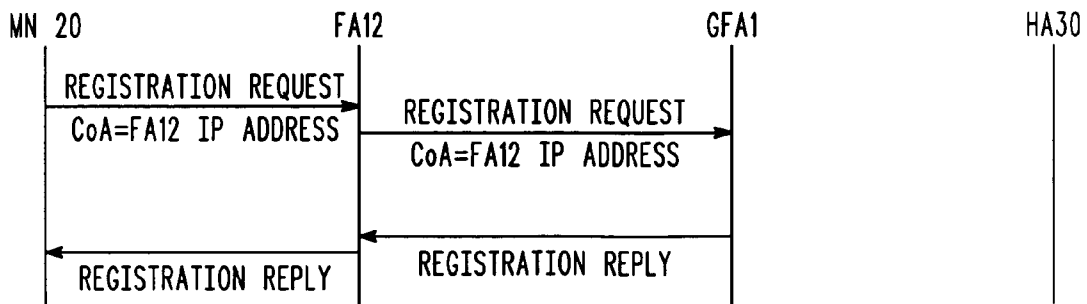 MN 20 FA12 GFA1 HA30
REGISTRATION REQUEST
CoA=FA12 IP ADDRESS
REGISTRATION REQUEST
CoA=FA12 IP ADDRESS
REGISTRATION REPLY
REGISTRATION REPLY